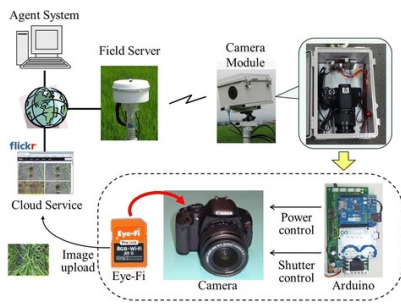 Agent System
Field Server
Camera
Module
flickr
Cloud Service
Image
upload
Eye-Fi
Eye-Fi
Camera
Canon
Power
control
Shutter
control
Arduino